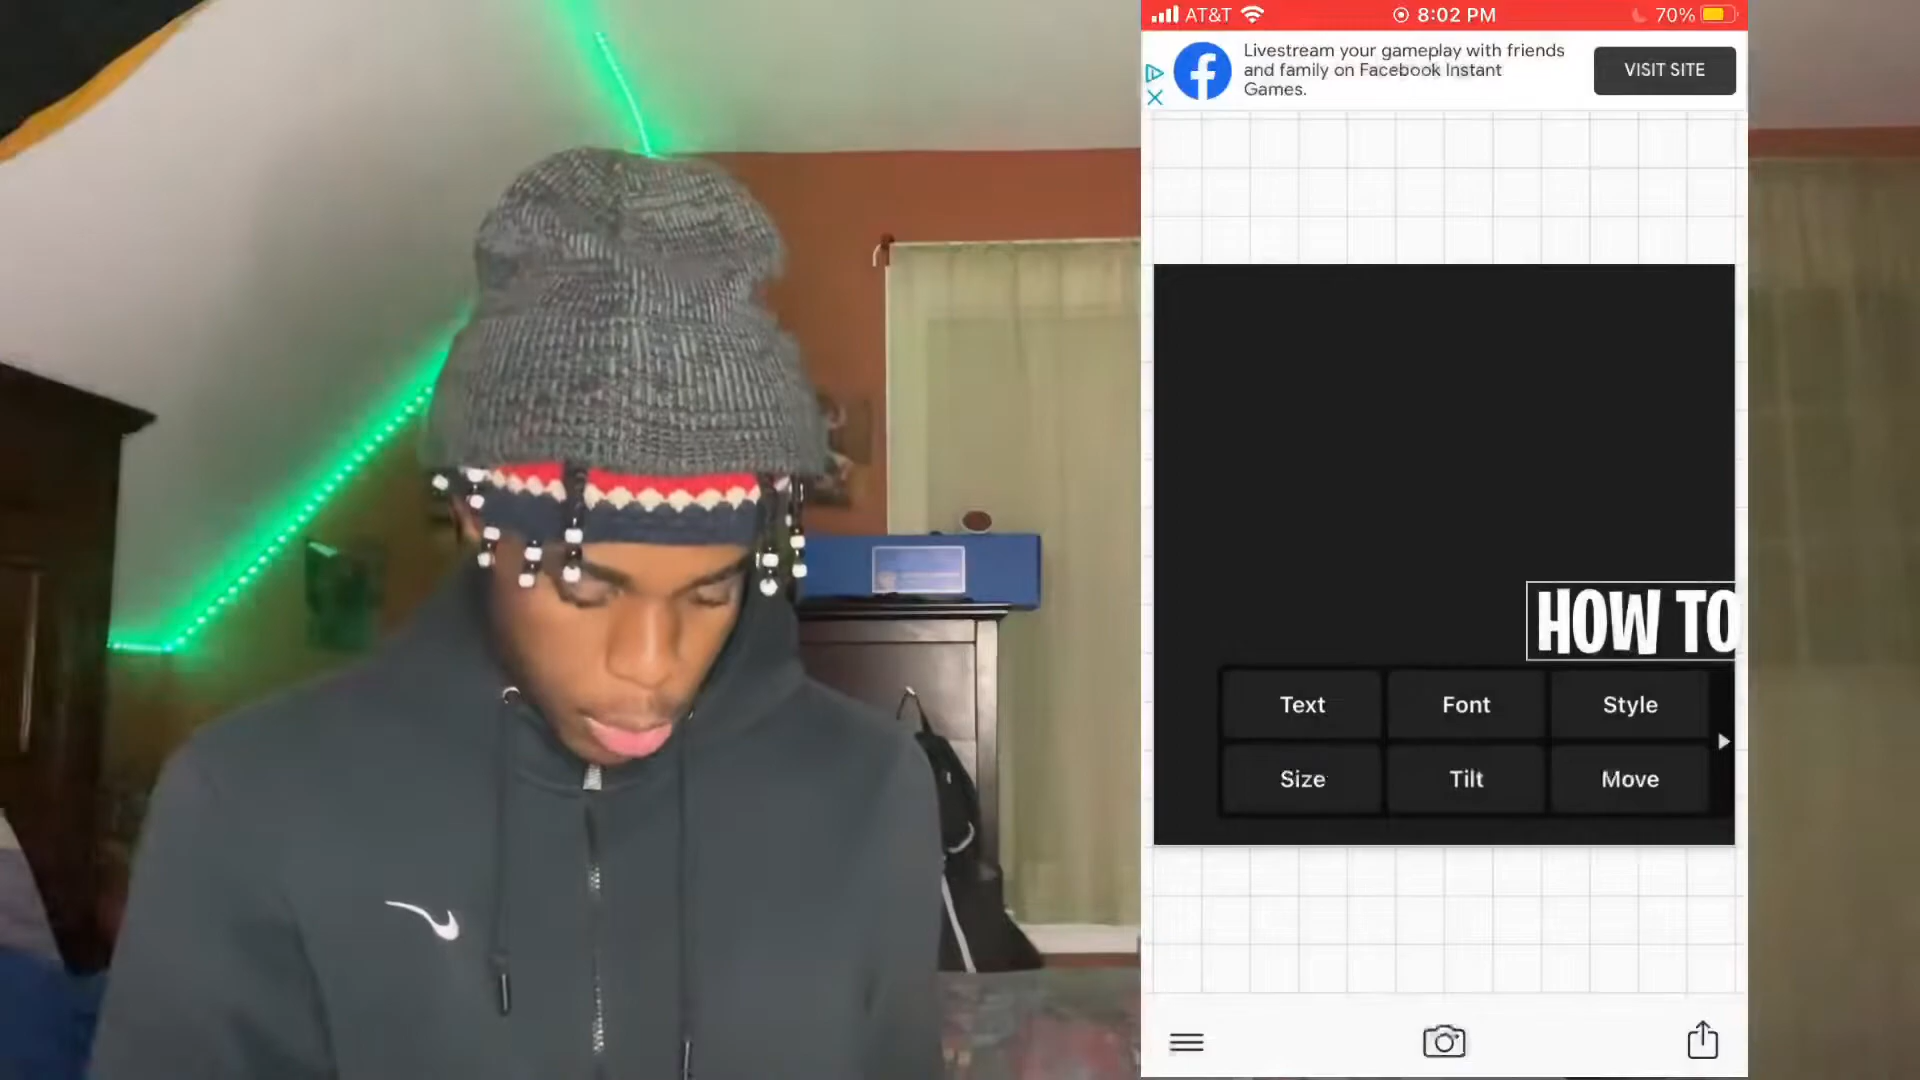 AT&T 8:02 PM 70%
Livestream your gameplay with friends
and family on Facebook Instant
Games.
VISIT SITE
HOW TO
Text Font Style
Size Tilt Move